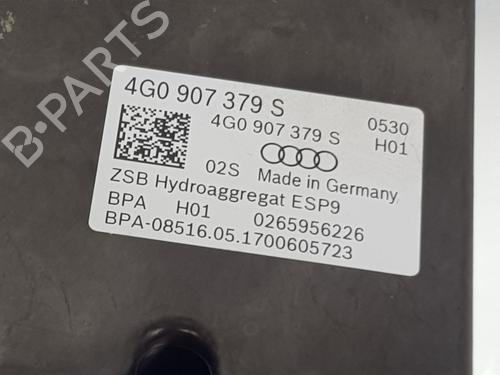 B-PARTS
4G0 907 379 S
4G0 907 379 S 0530
02S H01
Made in Germany
ZSB Hydroaggregat ESP9
BPA H01 0265956226
BPA-08516.05.1700605723